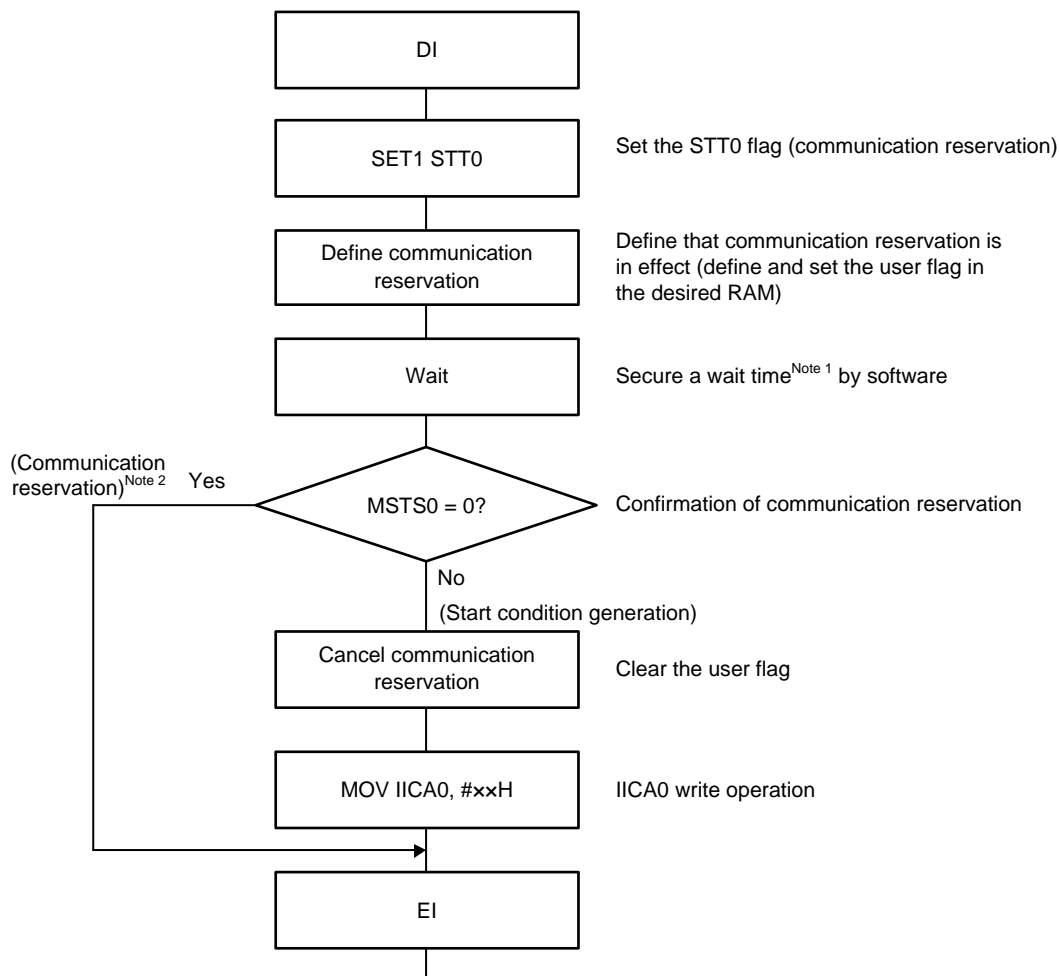 DI
SET1 STT0
Set the STT0 flag (communication reservation)
Define communication
reservation
Define that communication reservation is
in effect (define and set the user flag in
the desired RAM)
Wait
Secure a wait timeNote 1 by software
(Communication
reservation)Note 2 Yes
MSTS0 = 0?
Confirmation of communication reservation
No
(Start condition generation)
Cancel communication
reservation
Clear the user flag
MOV IICA0, #××H
IICA0 write operation
EI